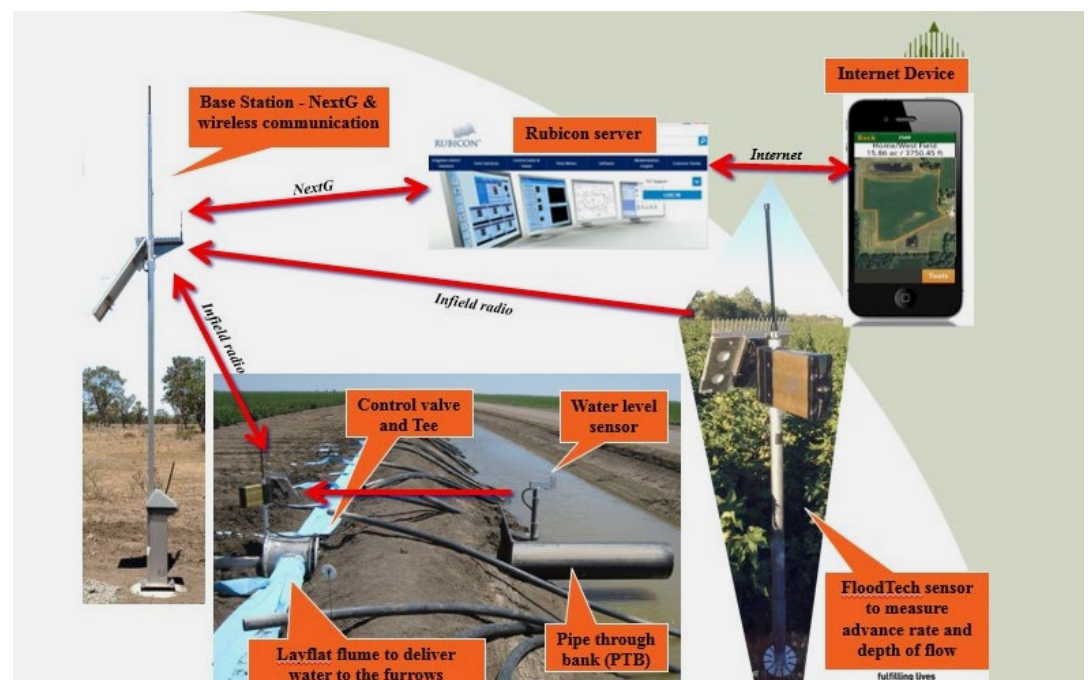 Internet Device
Base Station - NextG &
wireless communication
Rubicon server
RUBICON
Internet
NextG
Back
Field
Home/West Field
15.86 ac / 3750.45 ft
LOG IN
Tools
Infield radio
Infield radio
Control valve
and Tee
Water level
sensor
FloodTech sensor
to measure
advance rate and
depth of flow
Pipe through
bank (PTB)
Layflat flume to deliver
water to the furrows
fulfilling lives